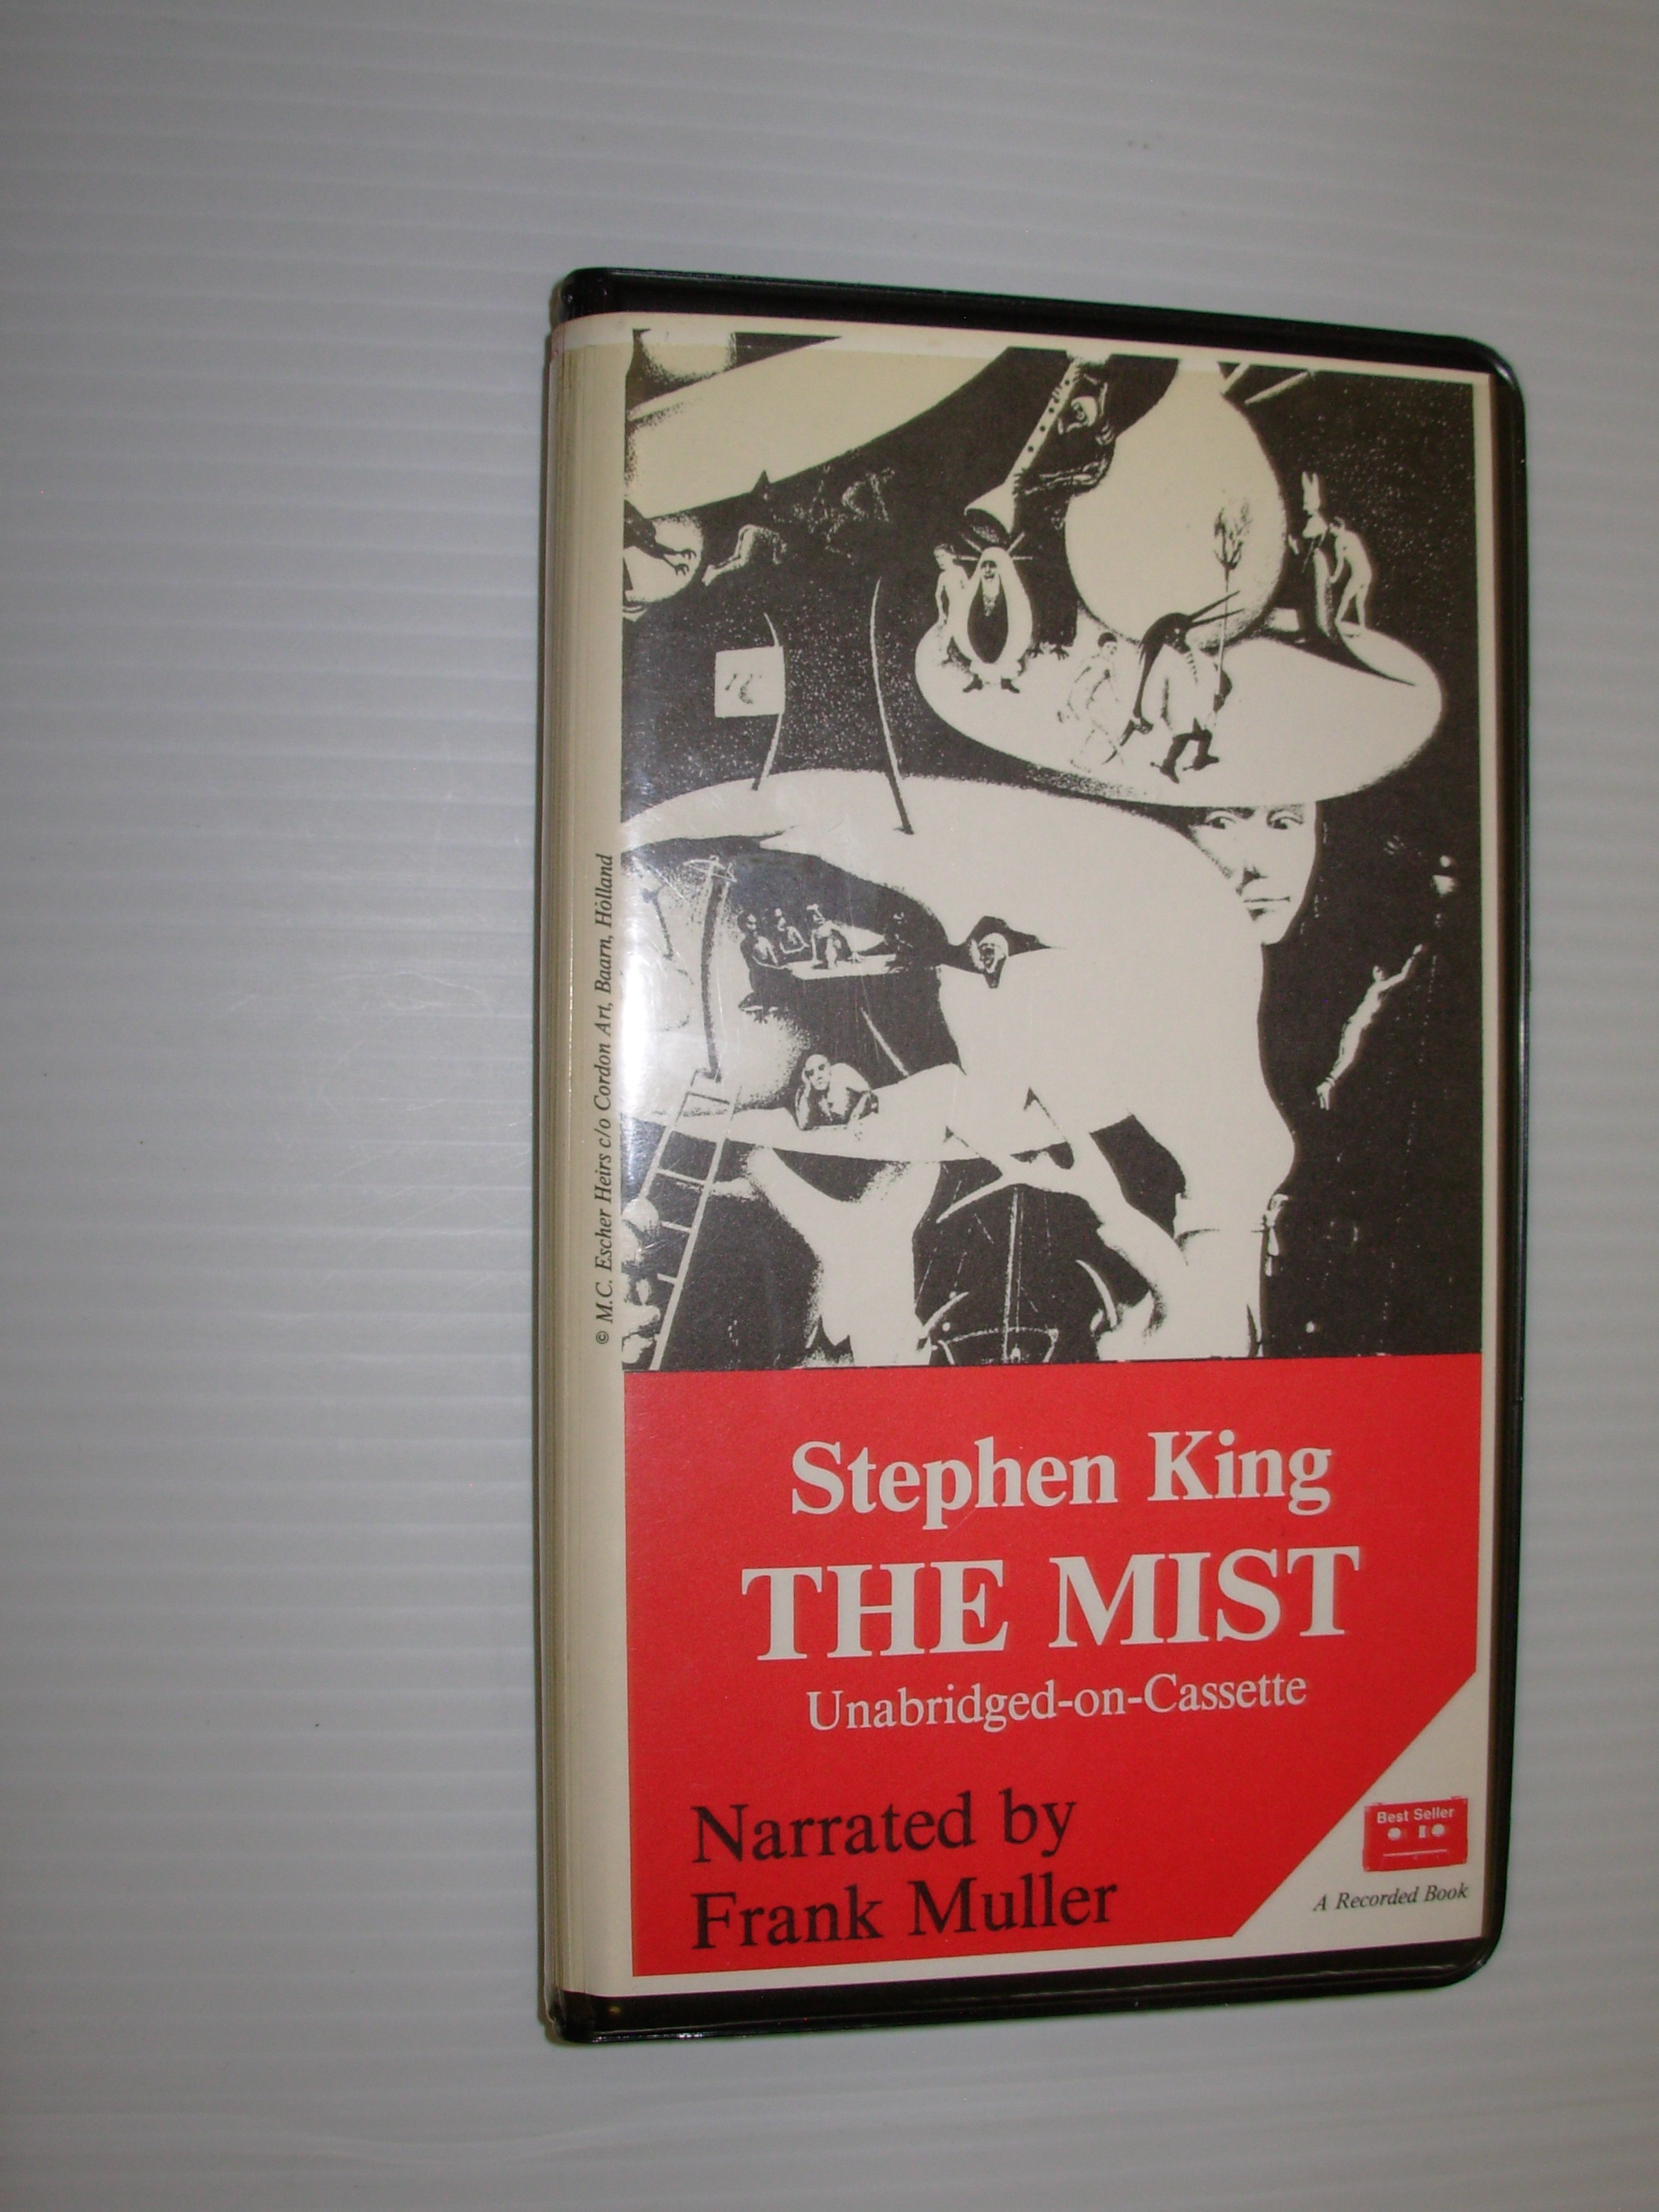 © M.C. Escher Heirs c/o Cordon Art, Baarn, Holland
Stephen King
THE MIST
Unabridged-on-Cassette
Narrated by
Frank Muller
Best Seller
A Recorded Book